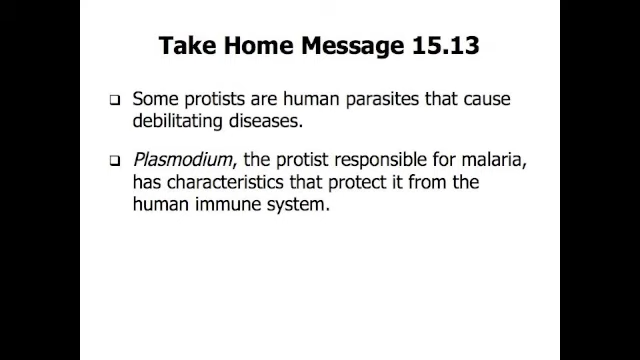 Take Home Message 15.13
❑ Some protists are human parasites that cause
debilitating diseases.
❑ Plasmodium, the protist responsible for malaria,
has characteristics that protect it from the
human immune system.